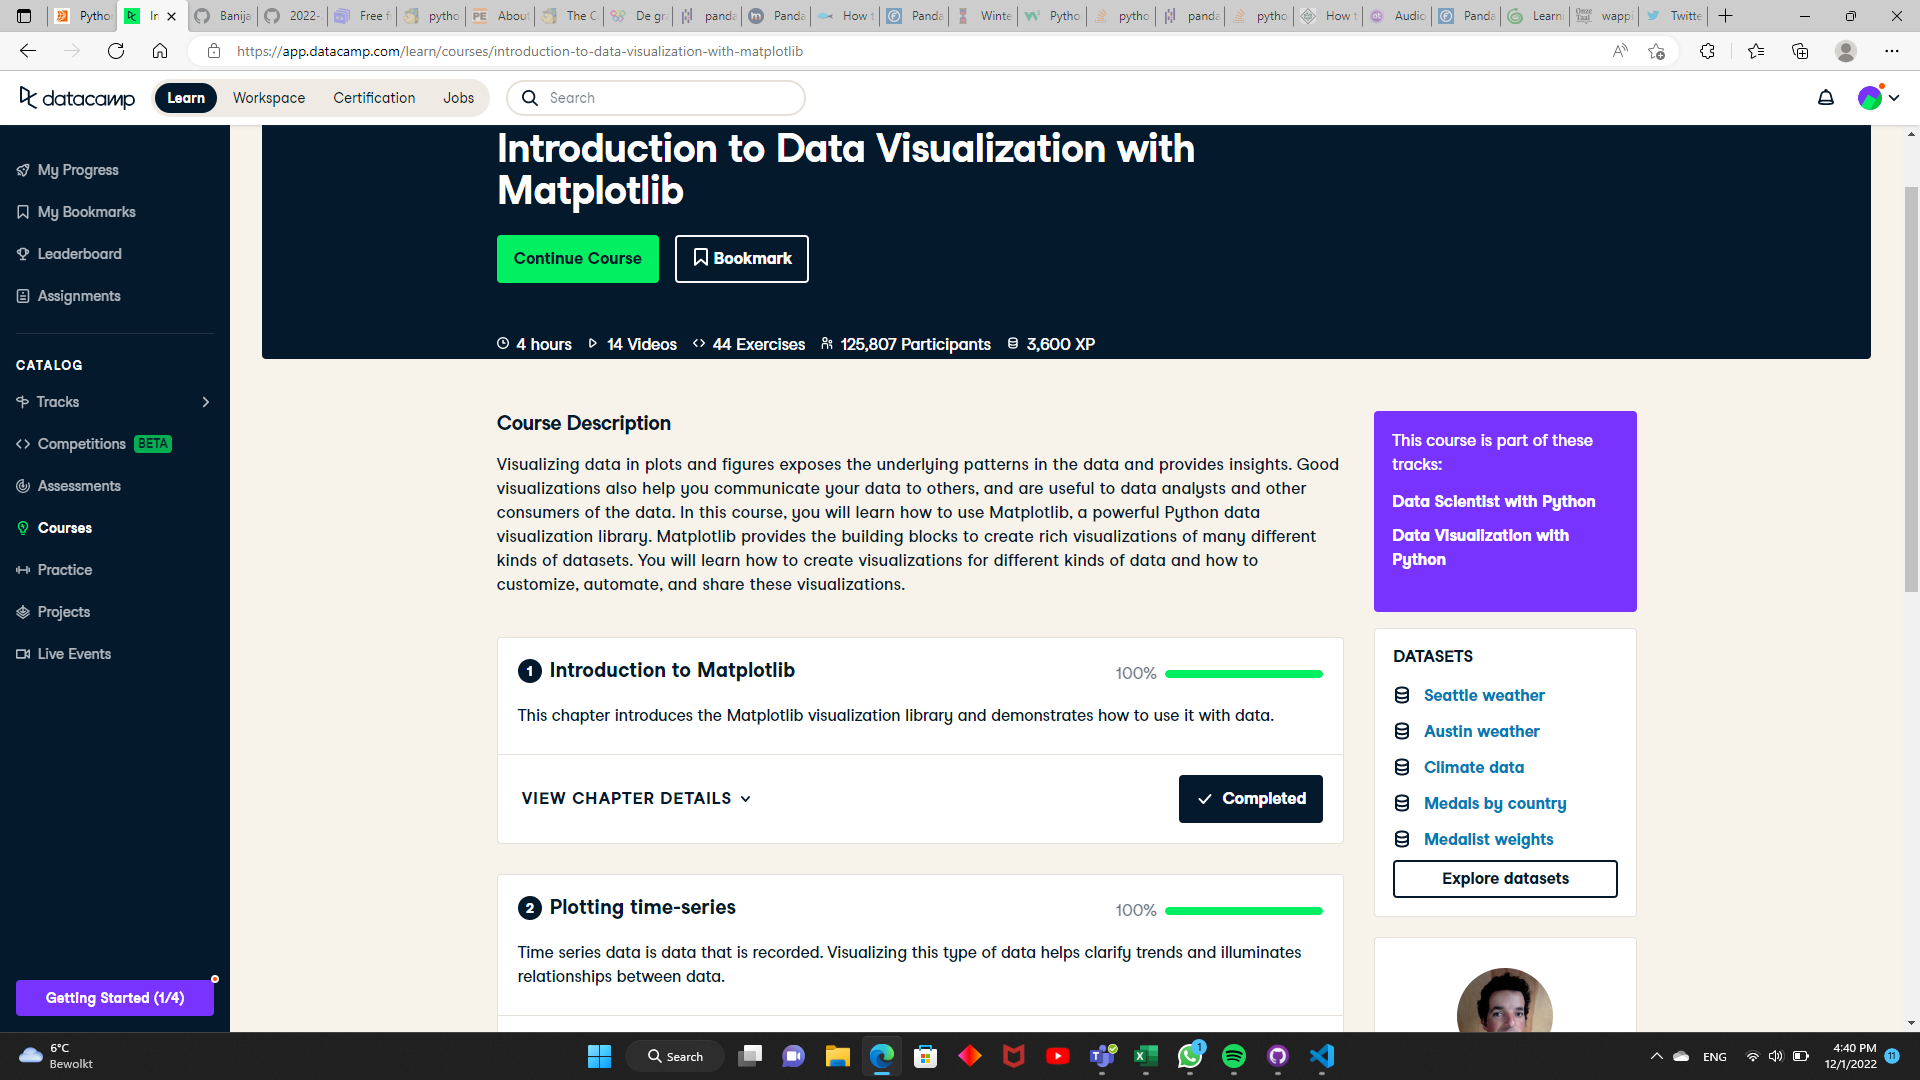 Python
In
Banija
2022-
Free f
pytho
About
The C
De gra
panda
Panda
How t
Panda
Winte
Pytho
pytho
panda
pytho
How t
Audio
Panda
Learni
wappi
Twitte
https://app.datacamp.com/learn/courses/introduction-to-data-visualization-with-matplotlib
datacamp
Learn
Workspace
Certification
Jobs
Search
My Progress
My Bookmarks
Leaderboard
Assignments
CATALOG
Tracks
Competitions BETA
Assessments
Courses
Practice
Projects
Live Events
Getting Started (1/4)
Introduction to Data Visualization with
Matplotlib
Continue Course
Bookmark
4 hours 14 Videos 44 Exercises 125,807 Participants 3,600 XP
Course Description
Visualizing data in plots and figures exposes the underlying patterns in the data and provides insights. Good
visualizations also help you communicate your data to others, and are useful to data analysts and other
consumers of the data. In this course, you will learn how to use Matplotlib, a powerful Python data
visualization library. Matplotlib provides the building blocks to create rich visualizations of many different
kinds of datasets. You will learn how to create visualizations for different kinds of data and how to
customize, automate, and share these visualizations.
1 Introduction to Matplotlib
100%
This chapter introduces the Matplotlib visualization library and demonstrates how to use it with data.
VIEW CHAPTER DETAILS
Completed
2 Plotting time-series
100%
Time series data is data that is recorded. Visualizing this type of data helps clarify trends and illuminates
relationships between data.
This course is part of these
tracks:
Data Scientist with Python
Data Visualization with
Python
DATASETS
Seattle weather
Austin weather
Climate data
Medals by country
Medalist weights
Explore datasets
6°C
Bewolkt
Search
1
ENG
4:40 PM
12/1/2022
11